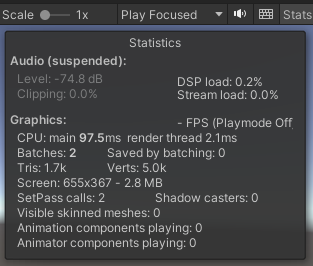 Scale 1x Play Focused Stats
Statistics
Audio (suspended):
Level: -74.8 dB DSP load: 0.2%
Clipping: 0.0% Stream load: 0.0%
Graphics: - FPS (Playmode Off
CPU: main 97.5ms render thread 2.1ms
Batches: 2 Saved by batching: 0
Tris: 1.7k Verts: 5.0k
Screen: 655x367 - 2.8 MB
SetPass calls: 2 Shadow casters: 0
Visible skinned meshes: 0
Animation components playing: 0
Animator components playing: 0